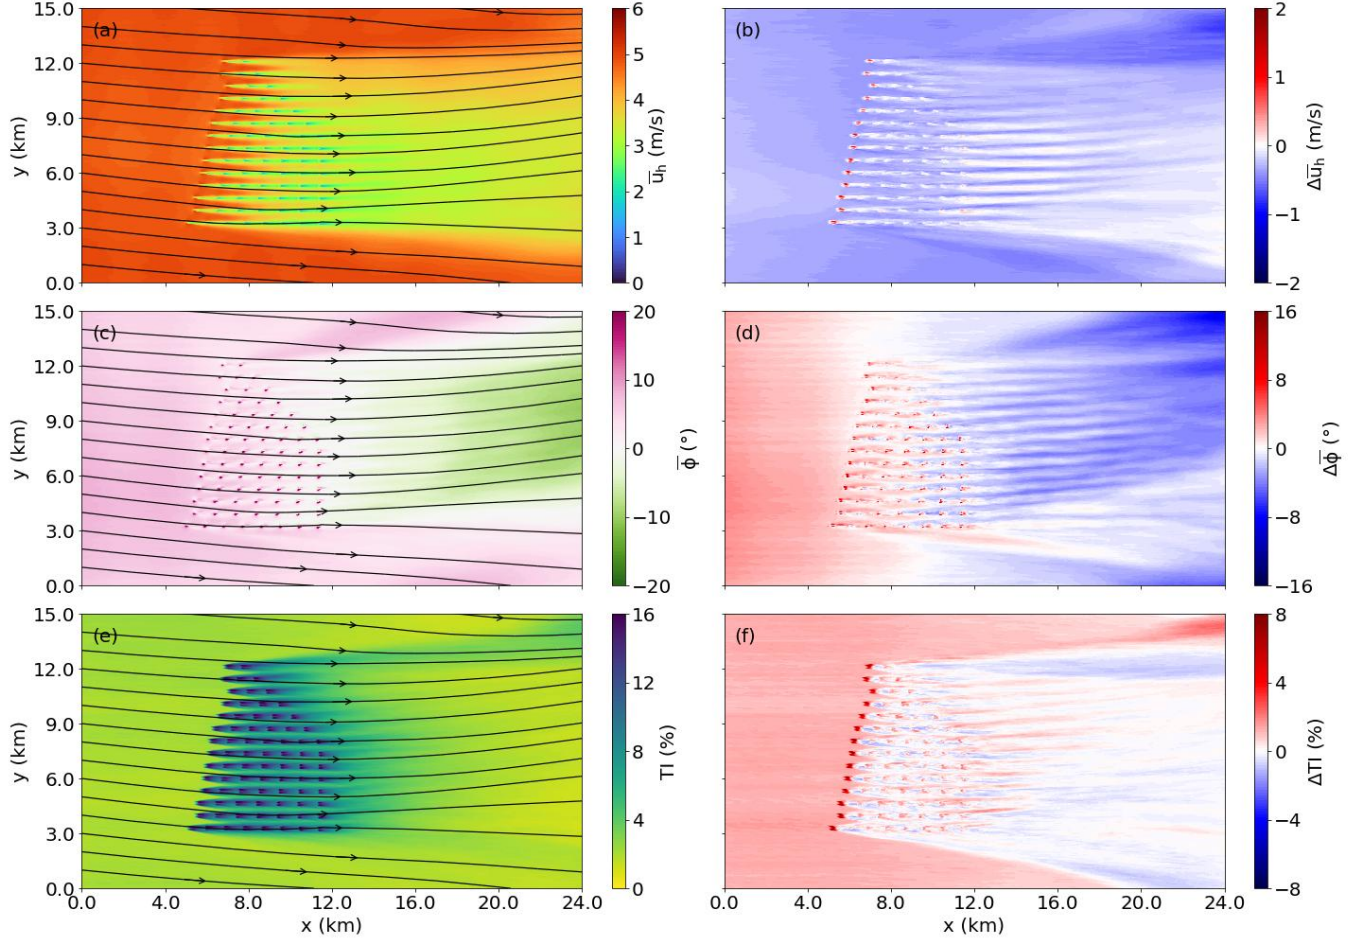 (a)
15.0
12.0
9.0
6.0
3.0
0.0
y (km)
6
5
4
3
2
1
0
u̅ₕ (m/s)
(b)
2
1
0
−1
−2
Δu̅ₕ (m/s)
(c)
15.0
12.0
9.0
6.0
3.0
0.0
y (km)
20
10
0
−10
−20
ϕ̅ (°)
(d)
16
8
0
−8
−16
Δϕ̅ (°)
(e)
15.0
12.0
9.0
6.0
3.0
0.0
y (km)
0.0 4.0 8.0 12.0 16.0 20.0 24.0
x (km)
16
12
8
4
0
TI (%)
(f)
0.0 4.0 8.0 12.0 16.0 20.0 24.0
x (km)
8
4
0
−4
−8
ΔTI (%)